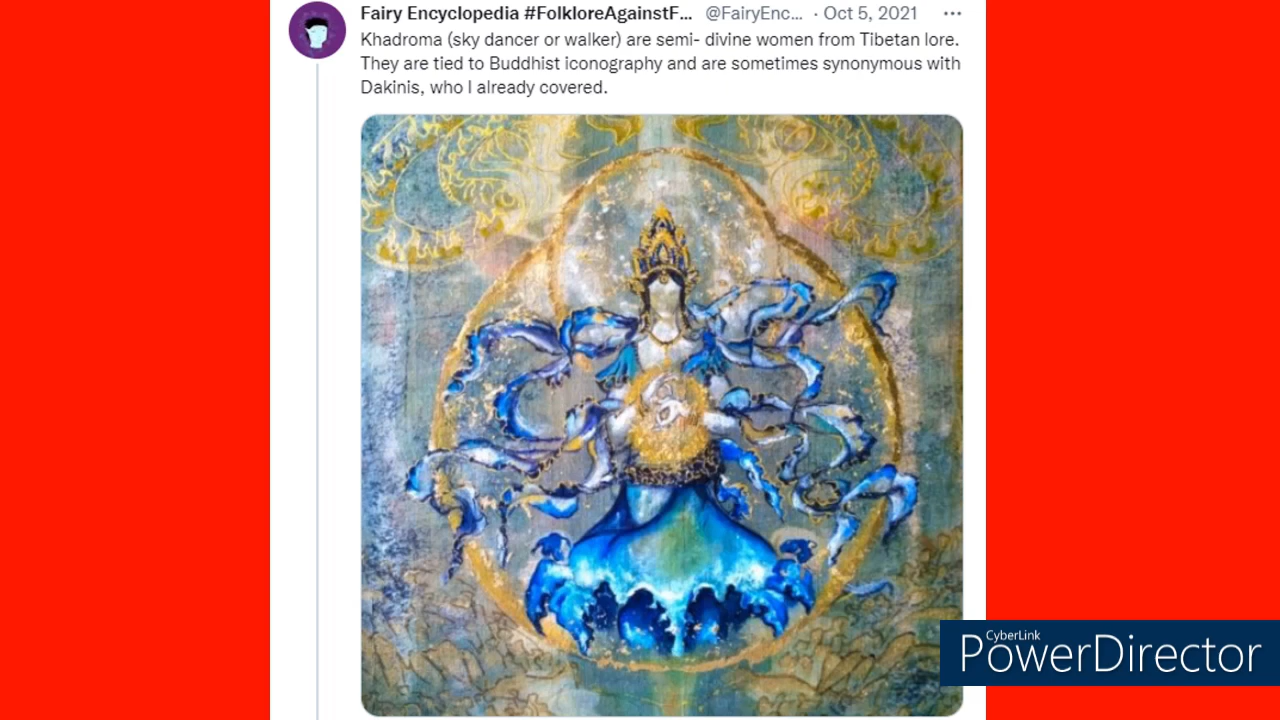 Fairy Encyclopedia #FolkloreAgainstF... @FairyEnc... · Oct 5, 2021 ···
Khadroma (sky dancer or walker) are semi- divine women from Tibetan lore.
They are tied to Buddhist iconography and are sometimes synonymous with
Dakinis, who I already covered.
CyberLink
PowerDirector